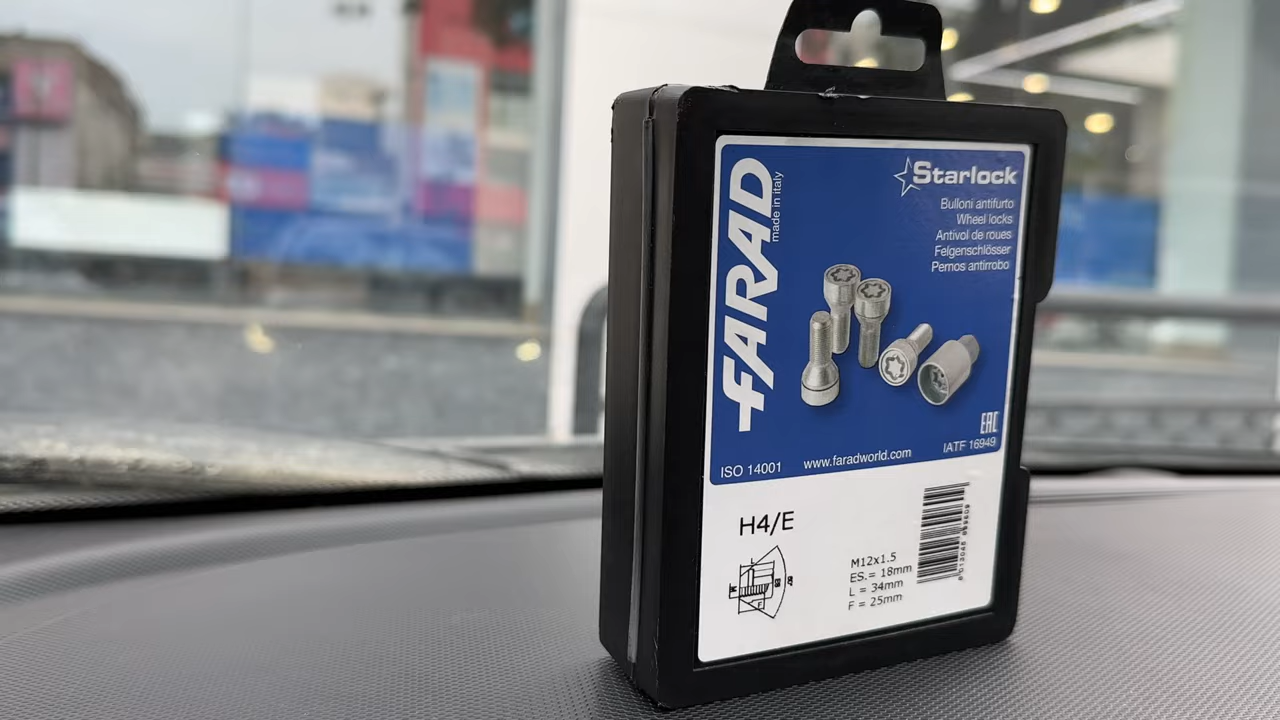 FARAD
made in italy
Starlock
Bulloni antifurto
Wheel locks
Antivol de roues
Felgenschlösser
Pernos antirrobo
EAC
ISO 14001
www.faradworld.com
IATF 16949
H4/E
M12x1.5
ES.= 18mm
L = 34mm
F = 25mm